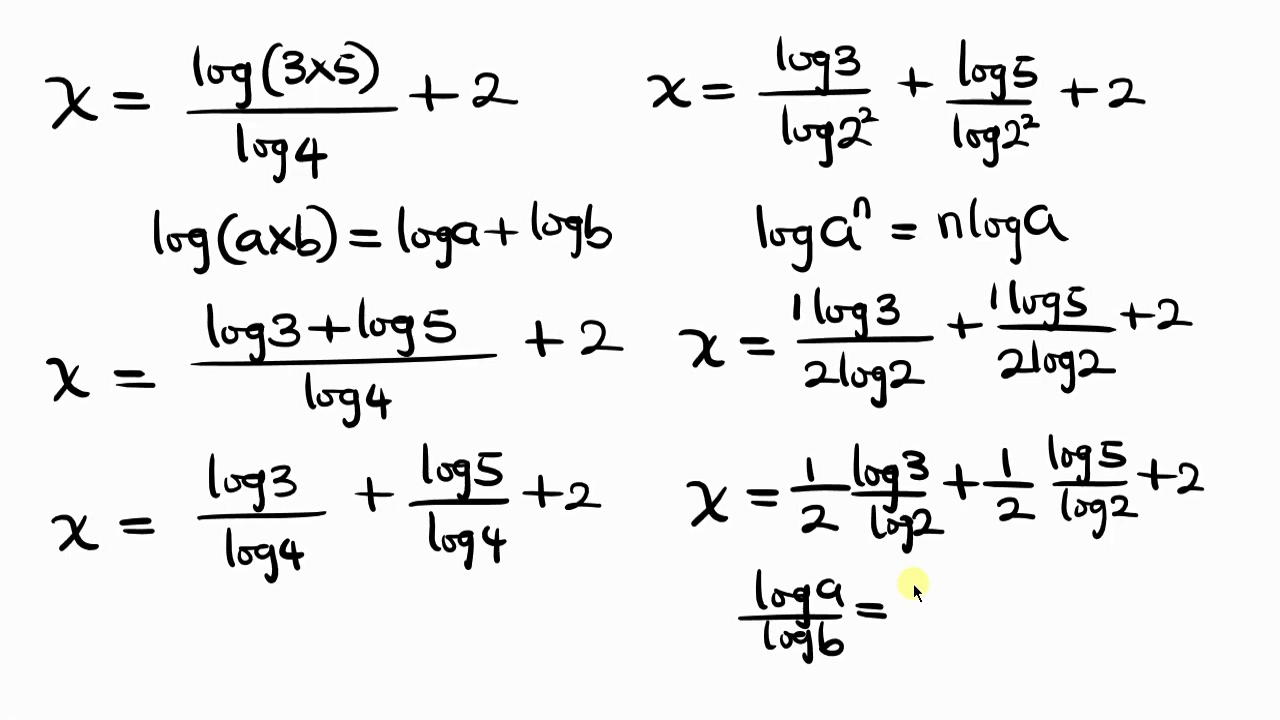 x = log(3×5)/log4 + 2
log(a×b) = loga + logb
x = (log3 + log5)/log4 + 2
x = log3/log4 + log5/log4 + 2
x = log3/log2² + log5/log2² + 2
logaⁿ = nloga
x = 1log3/2log2 + 1log5/2log2 + 2
x = 1/2 log3/log2 + 1/2 log5/log2 + 2
loga/logb =